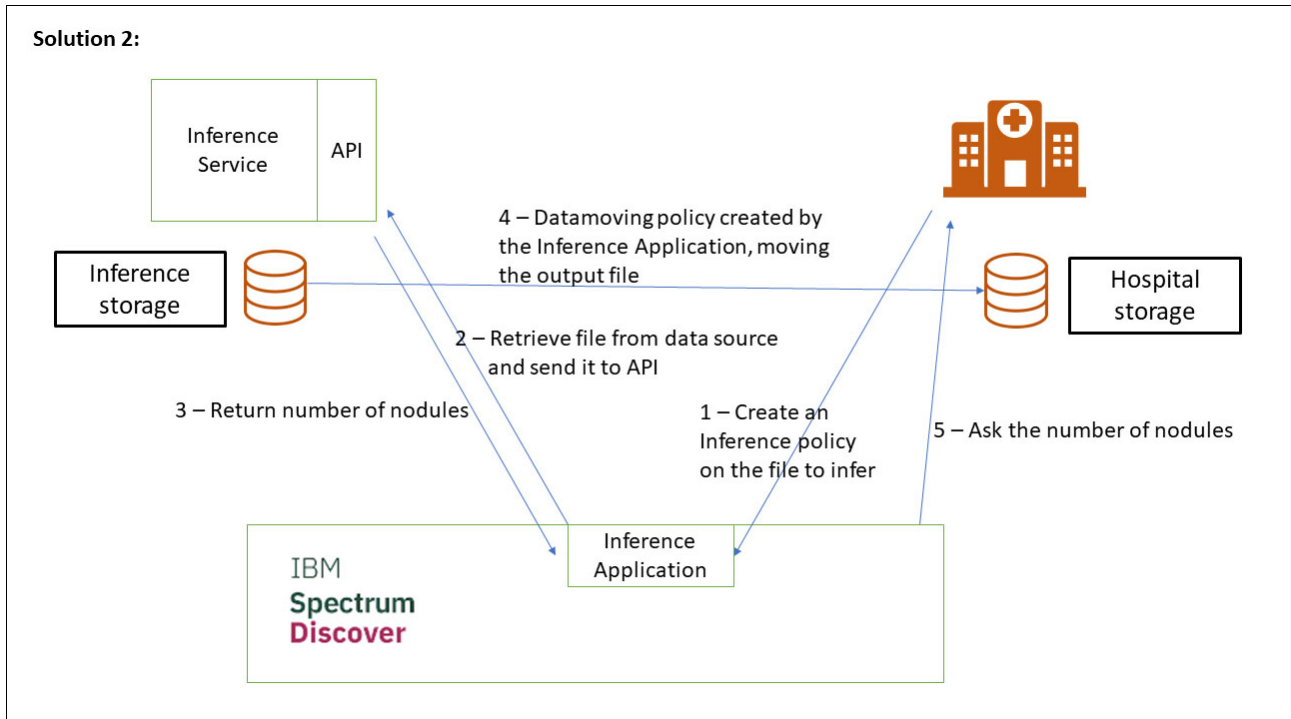 Solution 2:
Inference
Service
API
4 – Datamoving policy created by
the Inference Application, moving
the output file
Inference
storage
Hospital
storage
2 – Retrieve file from data source
and send it to API
3 – Return number of nodules
1 – Create an
Inference policy
on the file to infer
5 – Ask the number of nodules
Inference
Application
IBM
Spectrum
Discover